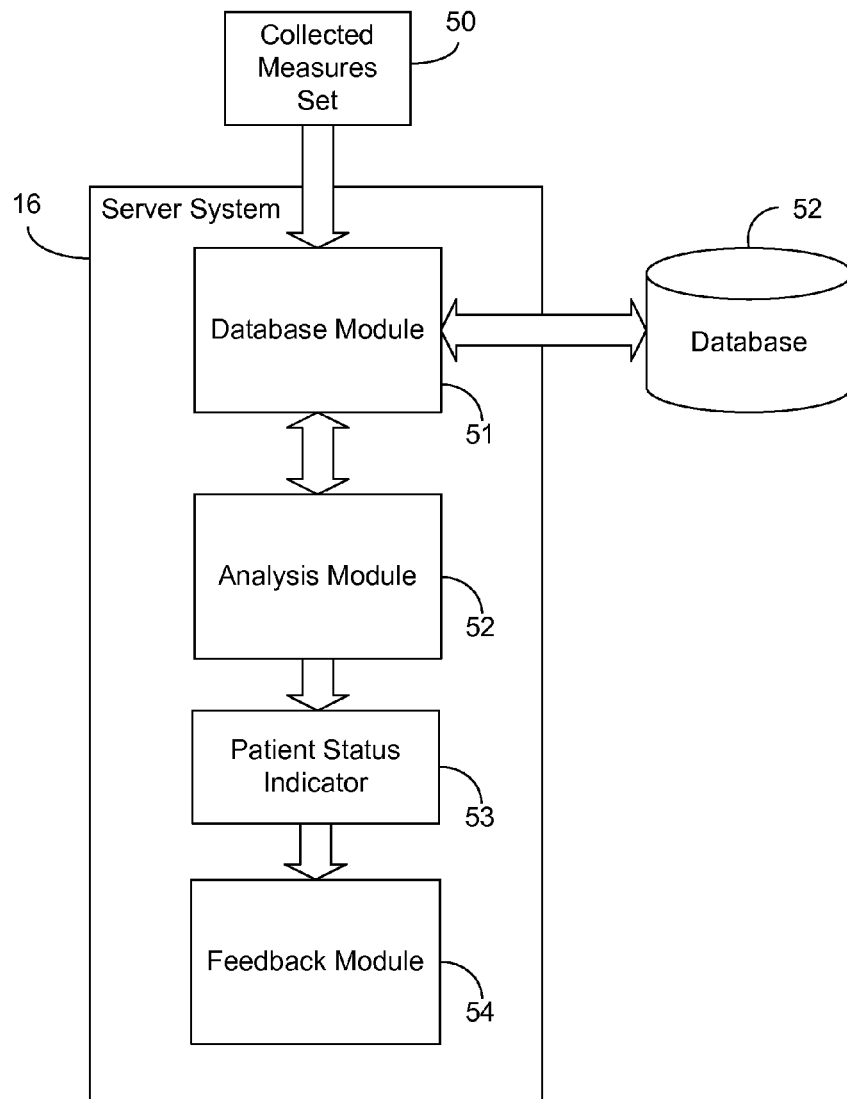 50
Collected
Measures
Set
16
Server System
52
Database Module
Database
51
Analysis Module
52
Patient Status
Indicator
53
Feedback Module
54